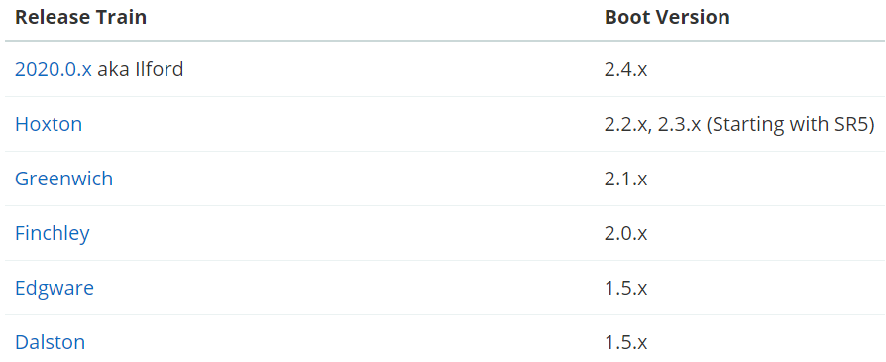 Release Train Boot Version
2020.0.x aka Ilford 2.4.x
Hoxton 2.2.x, 2.3.x (Starting with SR5)
Greenwich 2.1.x
Finchley 2.0.x
Edgware 1.5.x
Dalston 1.5.x